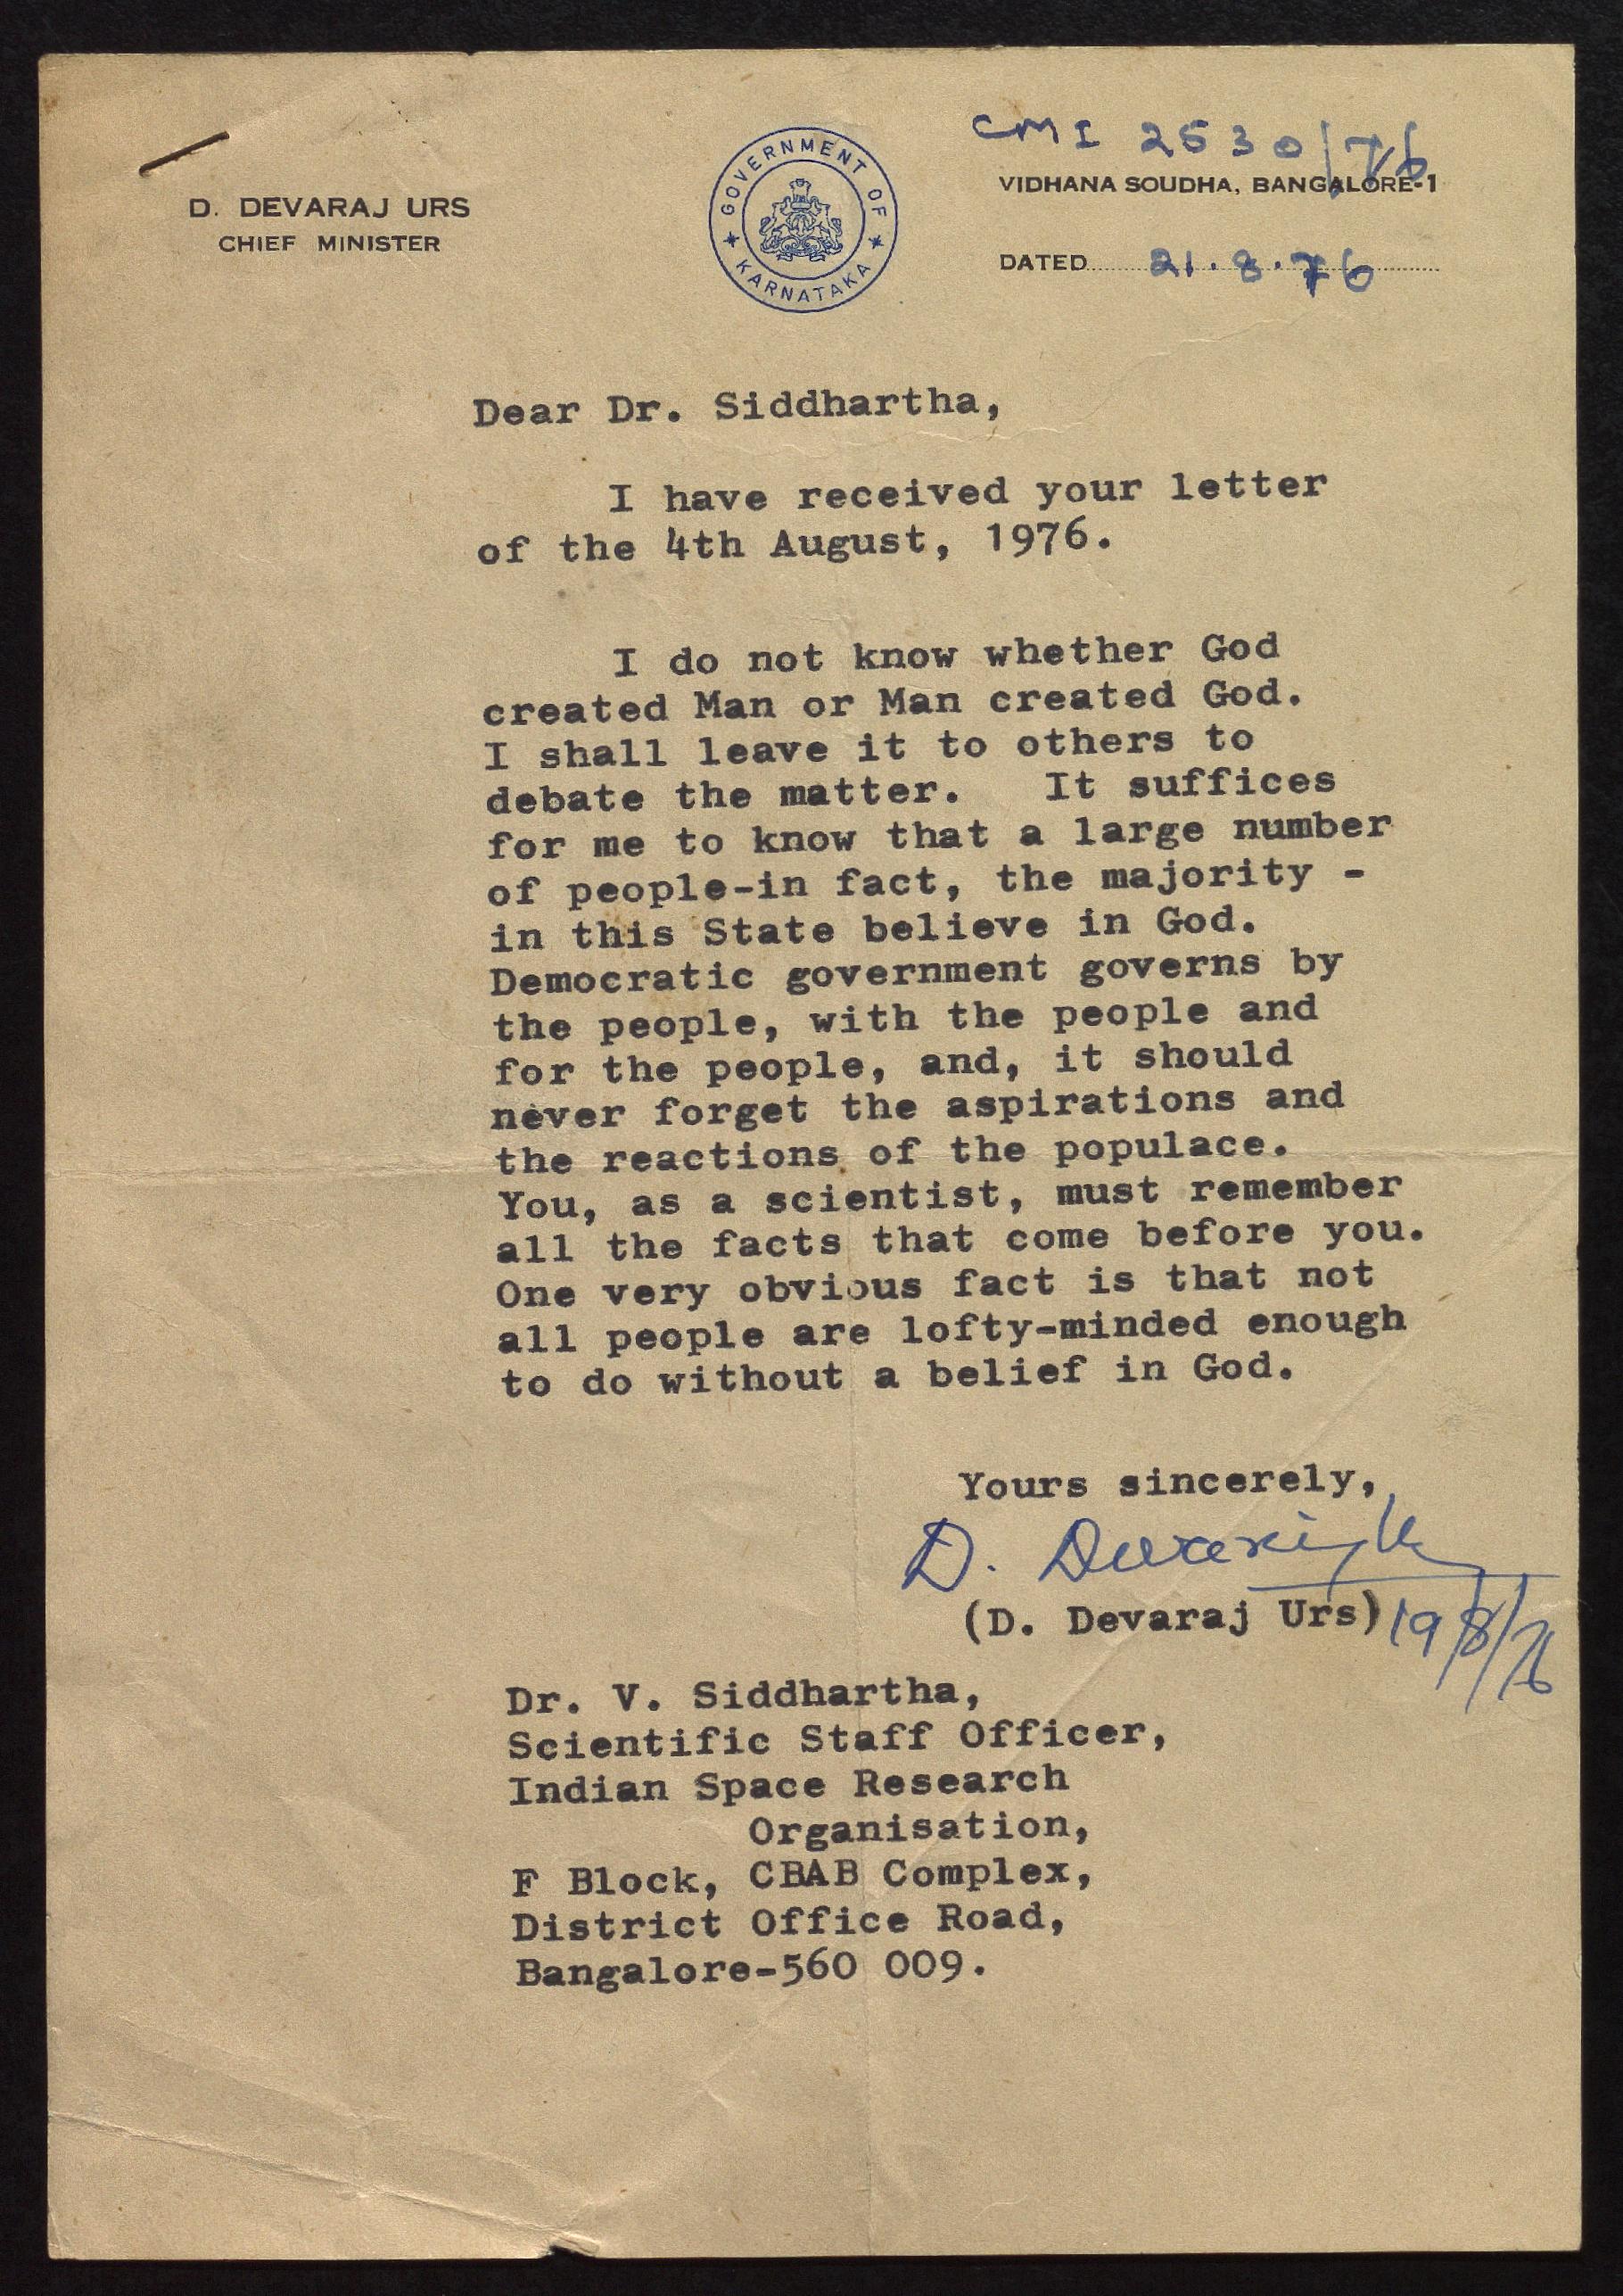 CMI 2530/76
D. DEVARAJ URS
CHIEF MINISTER
GOVERNMENT OF KARNATAKA
VIDHANA SOUDHA, BANGALORE-1
DATED 21.8.76
Dear Dr. Siddhartha,
I have received your letter
of the 4th August, 1976.
I do not know whether God
created Man or Man created God.
I shall leave it to others to
debate the matter. It suffices
for me to know that a large number
of people-in fact, the majority -
in this State believe in God.
Democratic government governs by
the people, with the people and
for the people, and, it should
never forget the aspirations and
the reactions of the populace.
You, as a scientist, must remember
all the facts that come before you.
One very obvious fact is that not
all people are lofty-minded enough
to do without a belief in God.
Yours sincerely,
D. Devaraj Urs
(D. Devaraj Urs) 19/8/76
Dr. V. Siddhartha,
Scientific Staff Officer,
Indian Space Research
Organisation,
F Block, CBAB Complex,
District Office Road,
Bangalore-560 009.